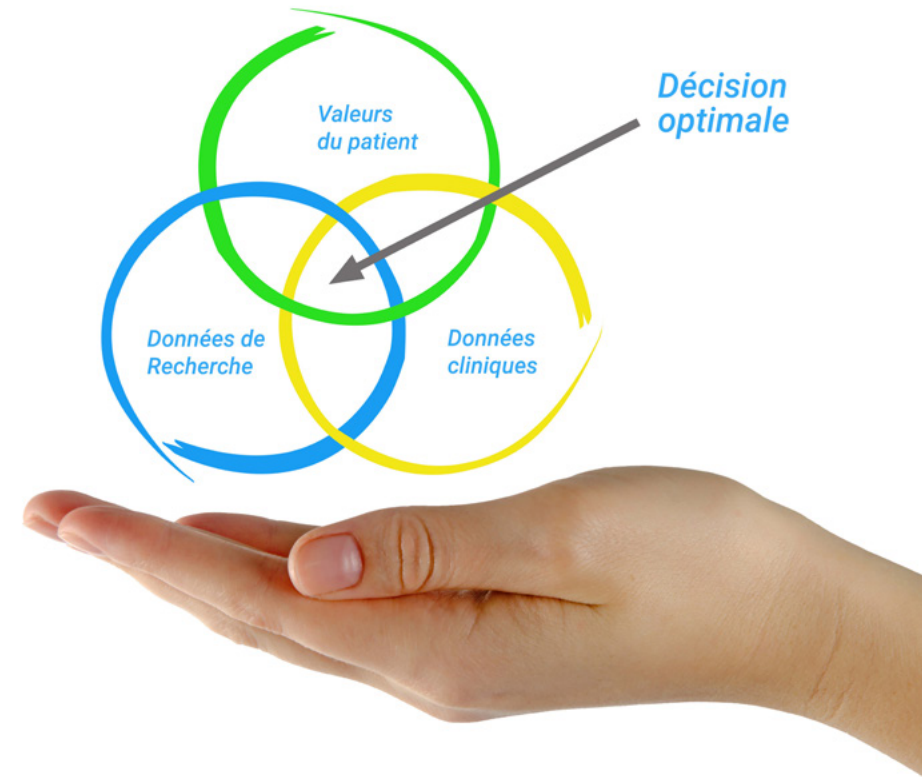 Valeurs
du patient
Décision
optimale
Données de
Recherche
Données
cliniques